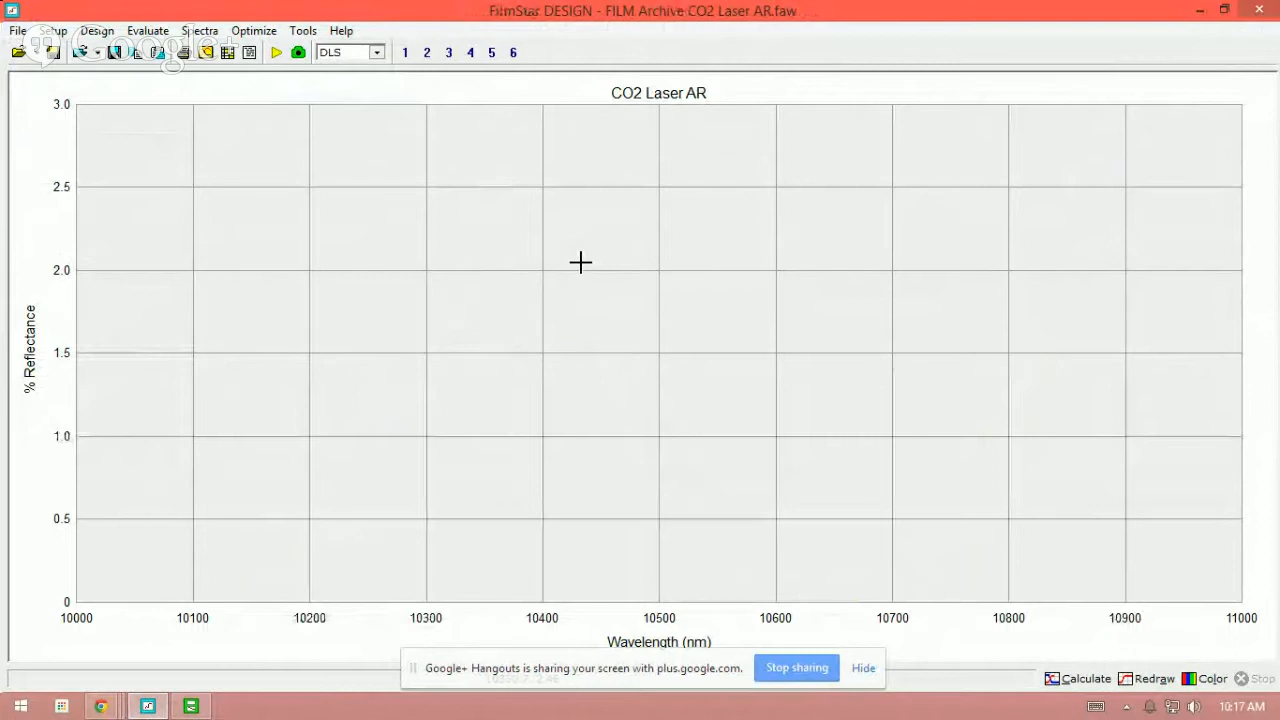 FilmStar DESIGN - FILM Archive CO2 Laser AR.faw
File Setup Design Evaluate Spectra Optimize Tools Help
Google+
DLS 1 2 3 4 5 6
CO2 Laser AR
3.0
2.5
2.0
1.5
1.0
0.5
0
% Reflectance
10000 10100 10200 10300 10400 10500 10600 10700 10800 10900 11000
Wavelength (nm)
Google+ Hangouts is sharing your screen with plus.google.com. Stop sharing Hide
Calculate Redraw Color Stop
10:17 AM